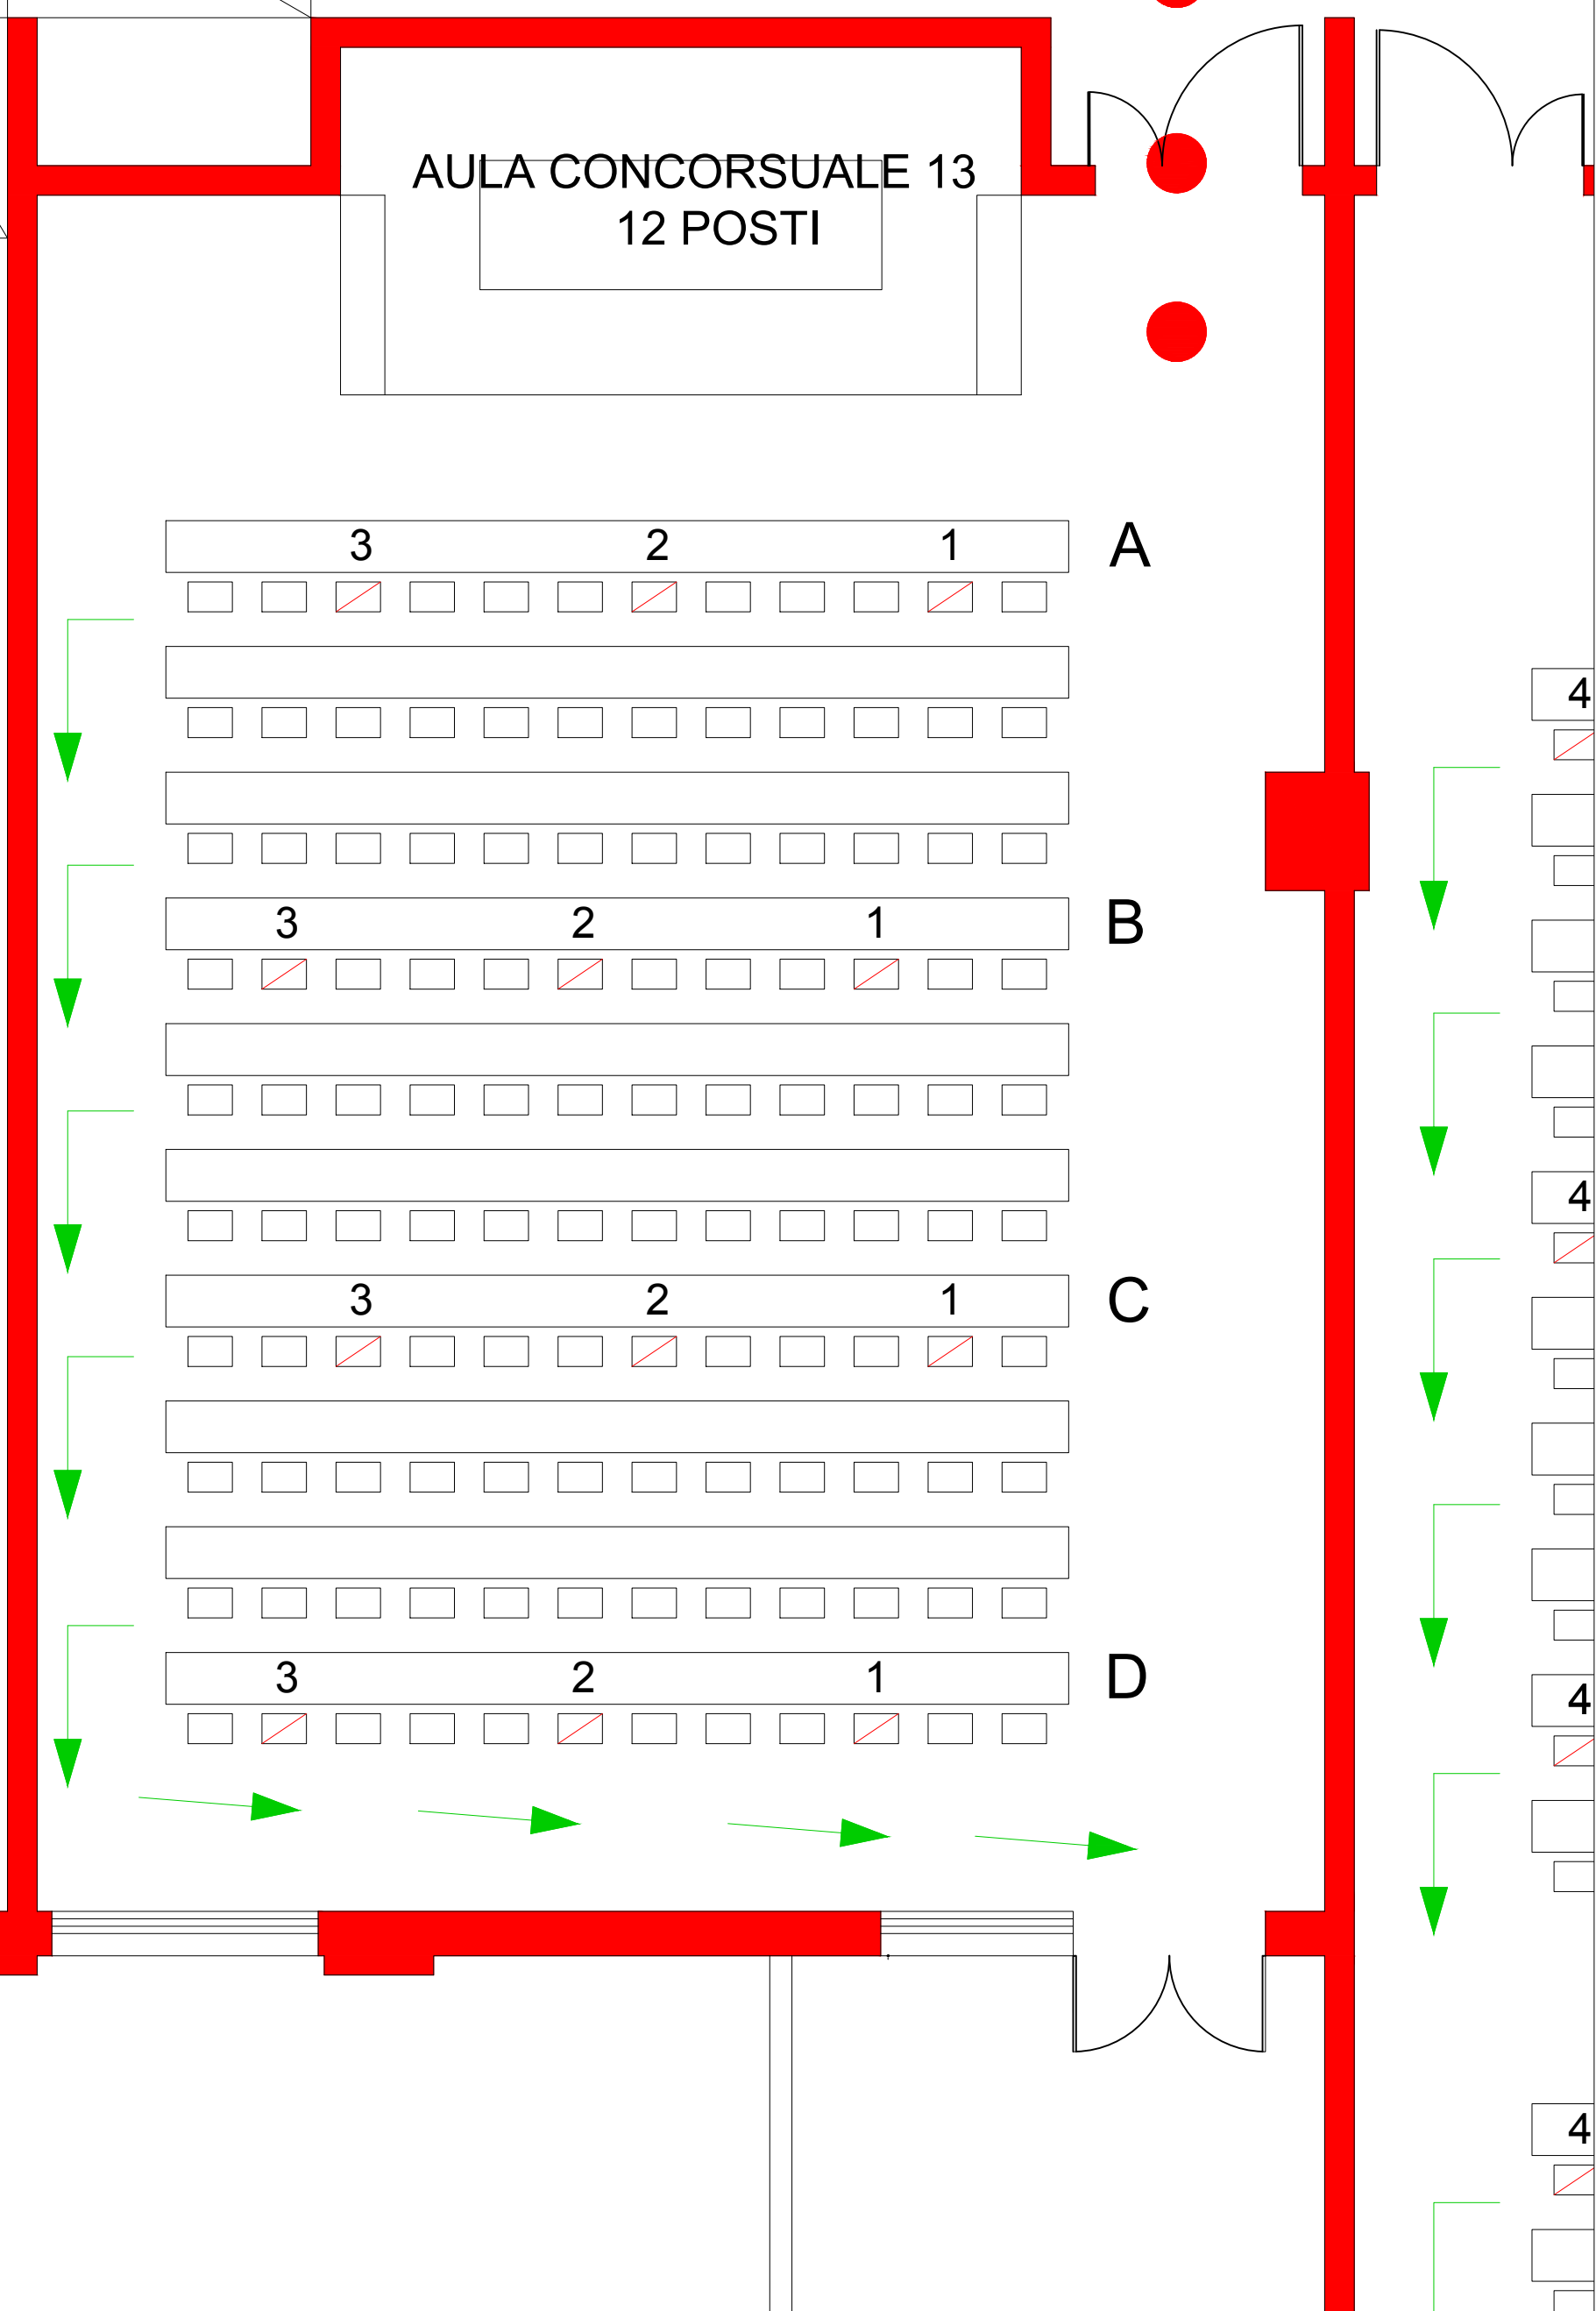 AULA CONCORSUALE 13
12 POSTI
3 2 1 A
4
3 2 1 B
4
3 2 1 C
3 2 1 D
4
4